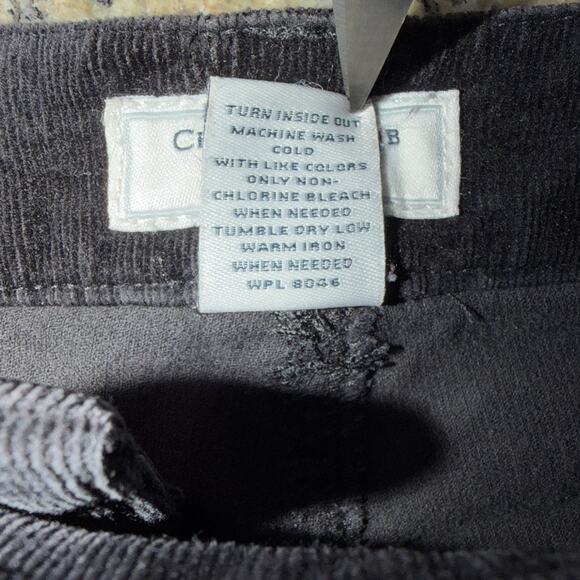 TURN INSIDE OUT
MACHINE WASH
COLD
WITH LIKE COLORS
ONLY NON-
CHLORINE BLEACH
WHEN NEEDED
TUMBLE DRY LOW
WARM IRON
WHEN NEEDED
WPL 8046